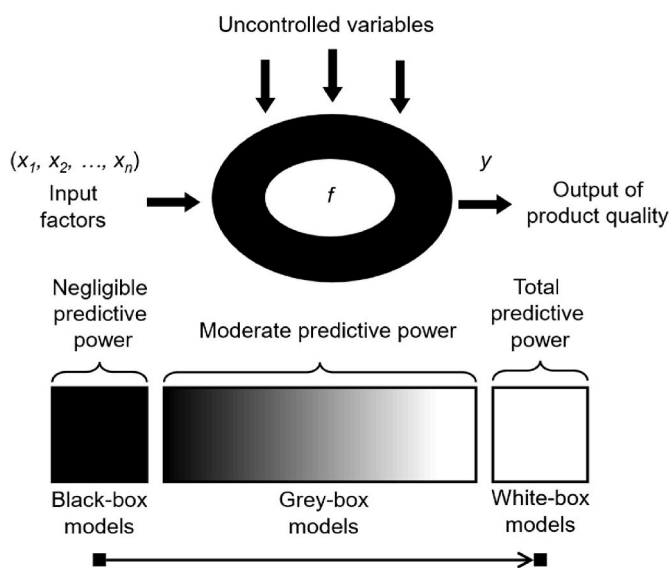 Uncontrolled variables
(x₁, x₂, ..., xₙ)
Input
factors
f
y
Output of
product quality
Negligible
predictive
power
Moderate predictive power
Total
predictive
power
Black-box
models
Grey-box
models
White-box
models